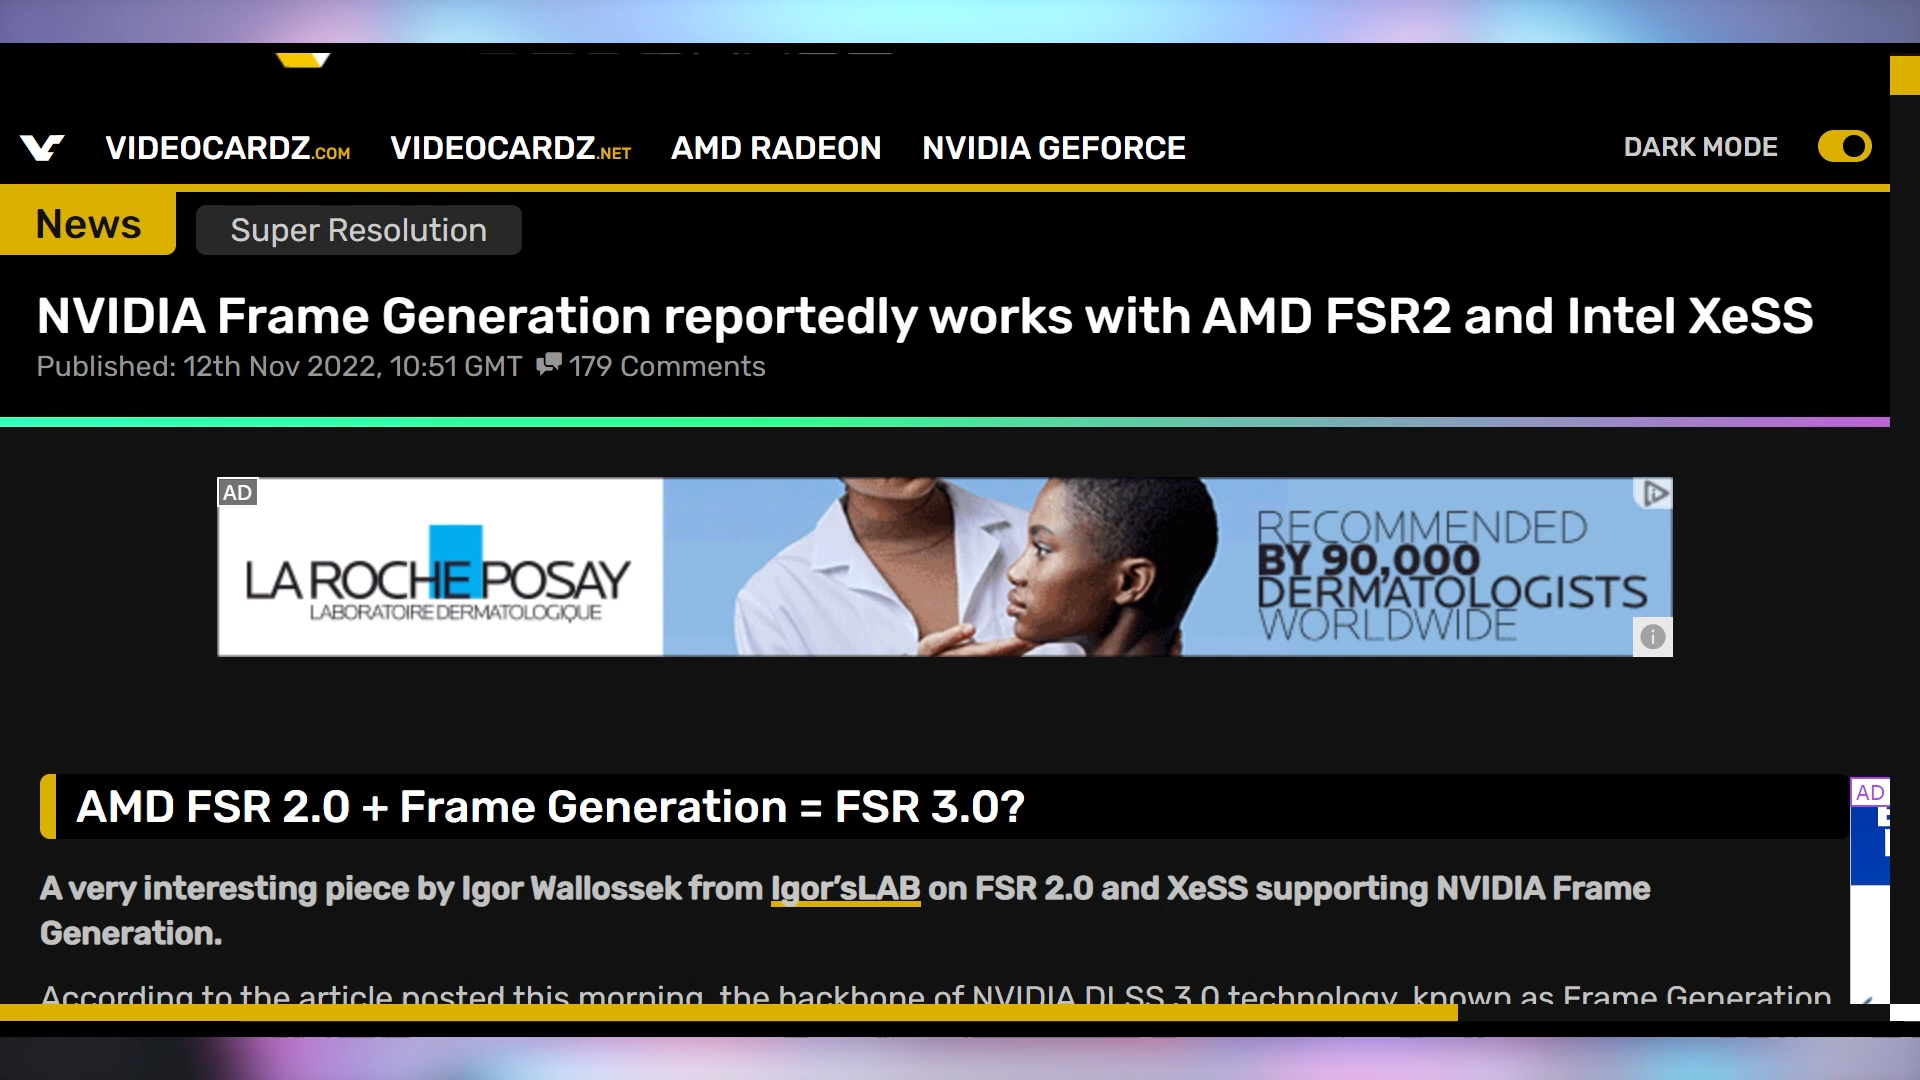 VIDEOCARDZ.COM VIDEOCARDZ.NET AMD RADEON NVIDIA GEFORCE DARK MODE
News Super Resolution
NVIDIA Frame Generation reportedly works with AMD FSR2 and Intel XeSS
Published: 12th Nov 2022, 10:51 GMT 179 Comments
AD
LA ROCHE POSAY
LABORATOIRE DERMATOLOGIQUE
RECOMMENDED
BY 90,000
DERMATOLOGISTS
WORLDWIDE
AMD FSR 2.0 + Frame Generation = FSR 3.0?
AD
A very interesting piece by Igor Wallossek from Igor'sLAB on FSR 2.0 and XeSS supporting NVIDIA Frame
Generation.
According to the article posted this morning, the backbone of NVIDIA DLSS 3.0 technology, known as Frame Generation